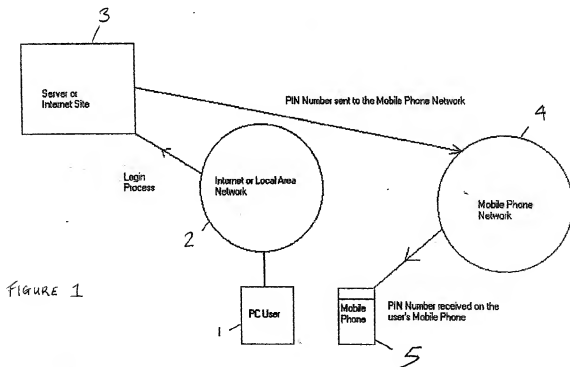 3
Server or
Internet Site
PIN Number sent to the Mobile Phone Network
4
Login
Process
Internet or Local Area
Network
Mobile Phone
Network
2
FIGURE 1
PC User
1
Mobile
Phone
PIN Number received on the
user's Mobile Phone
5